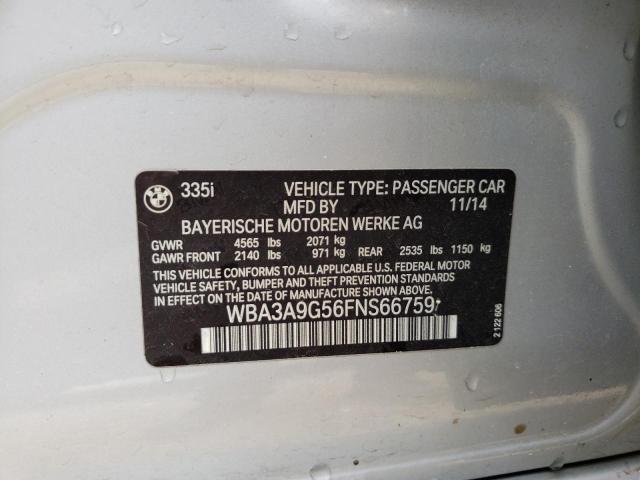 BMW 335i VEHICLE TYPE: PASSENGER CAR
MFD BY 11/14
BAYERISCHE MOTOREN WERKE AG
GVWR 4565 lbs 2071 kg
GAWR FRONT 2140 lbs 971 kg REAR 2535 lbs 1150 kg
THIS VEHICLE CONFORMS TO ALL APPLICABLE U.S. FEDERAL MOTOR
VEHICLE SAFETY, BUMPER AND THEFT PREVENTION STANDARDS
IN EFFECT ON THE DATE OF MANUFACTURE SHOWN ABOVE.
WBA3A9G56FNS66759*
2 122 606